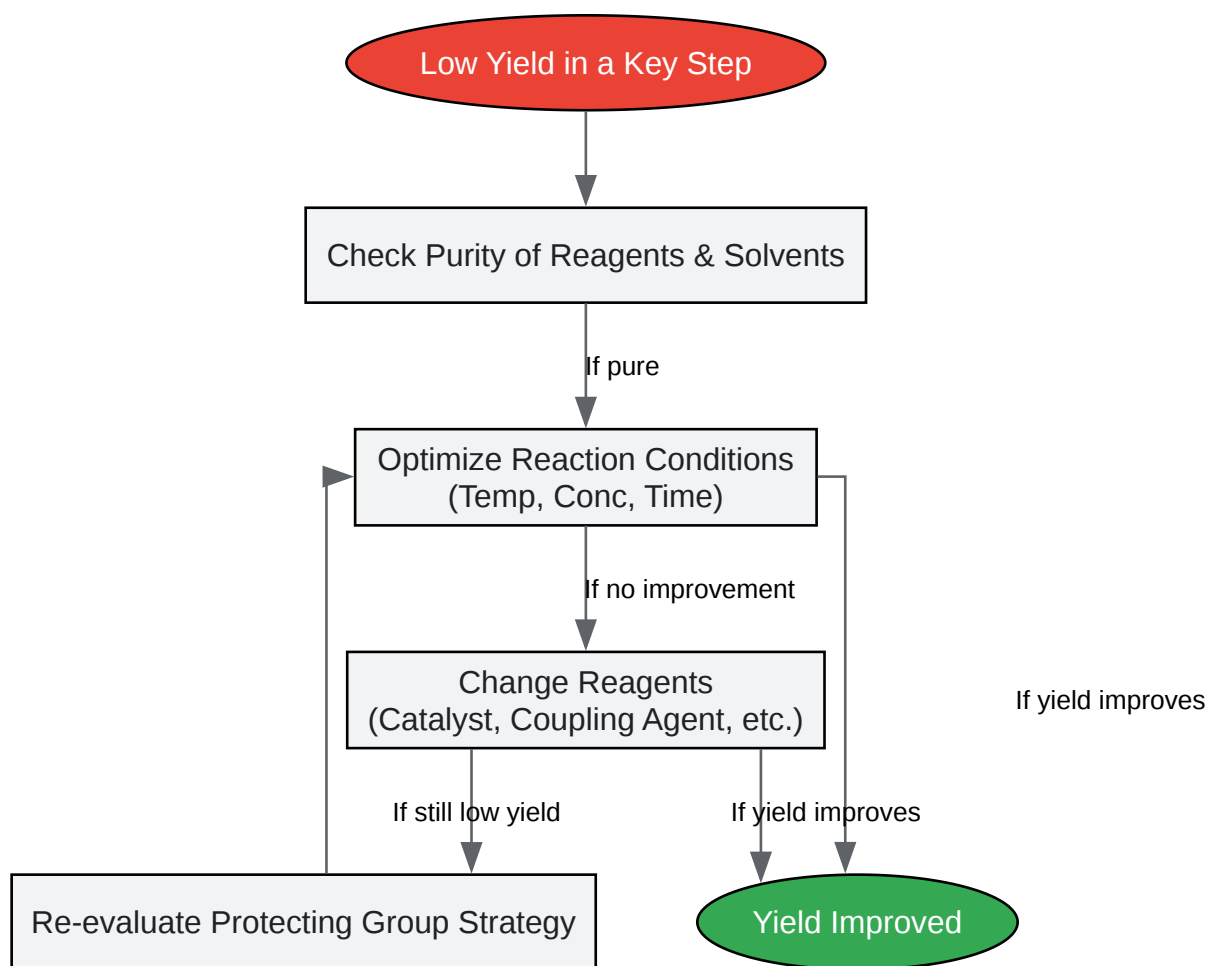 Low Yield in a Key Step
Check Purity of Reagents & Solvents
If pure
Optimize Reaction Conditions
(Temp, Conc, Time)
If no improvement
Change Reagents
(Catalyst, Coupling Agent, etc.)
If yield improves
If still low yield
If yield improves
Re-evaluate Protecting Group Strategy
Yield Improved